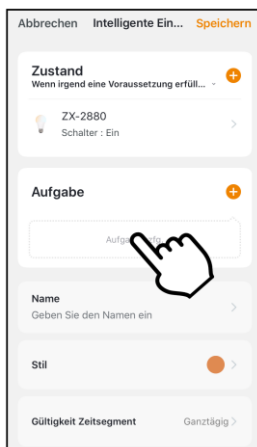 Abbrechen Intelligente Ein... Speichern
Zustand
Wenn irgend eine Voraussetzung erfüll...
ZX-2880
Schalter : Ein
Aufgabe
Name
Geben Sie den Namen ein
Stil
Gültigkeit Zeitsegment Ganztägig